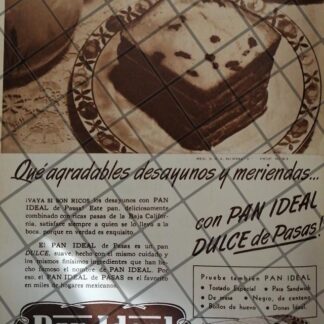 Qué agradables desayunos y meriendas...
¡VAYA SI SON RICOS los desayunos con PAN
IDEAL de Pasas! Este pan, deliciosamente
combinado con ricas pasas de la Baja Califor-
nia, satisface siempre a quien se lo lleva a la
boca, porque en verdad es exquisito.
El PAN IDEAL de Pasas es un pan
DULCE, suave, hecho con el mismo cuidado y
los mismos finísimos ingredientes que han he-
cho famoso el nombre de PAN IDEAL. Por
eso, el PAN IDEAL de PASAS es el favorito
en miles de hogares mexicanos.
con PAN IDEAL
DULCE de Pasas!
Pruebe también PAN IDEAL
• Tostado Especial • Para Sandwich
• De mesa • Negro, de centeno
• Bollos de huevo • Donas Ideal